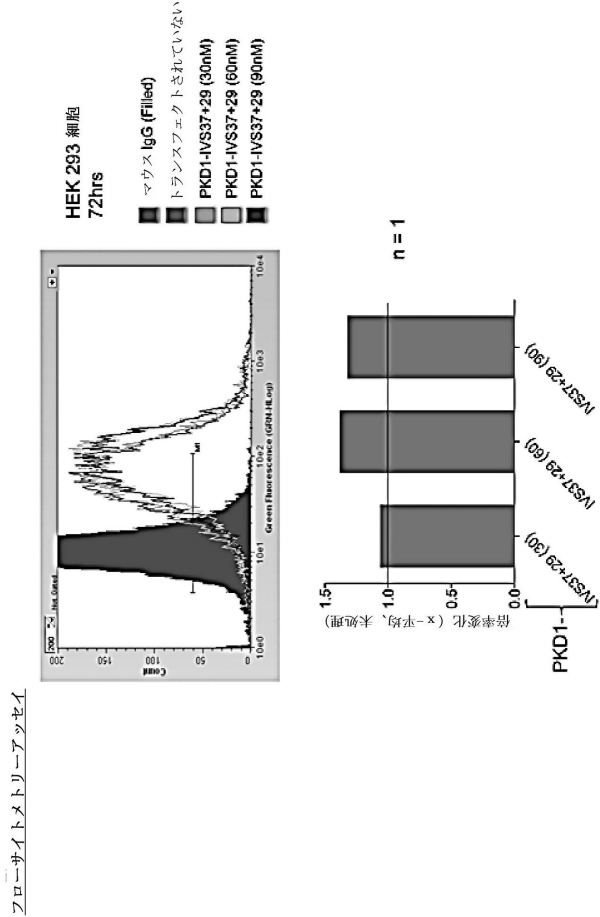 フローサイトメトリーアッセイ
HEK 293 細胞
72hrs
マウス IgG (Filled)
トランスフェクトされていない
PKD1-IVS37+29 (30nM)
PKD1-IVS37+29 (60nM)
PKD1-IVS37+29 (90nM)
200
Not Gated
Count
200
150
100
50
0
M1
10e0
10e1
10e2
10e3
10e4
Green Fluorescence (GRN-HLog)
倍率変化 (x-平均、未処理)
1.5
1.0
0.5
0.0
n = 1
IVS37+29 (30)
IVS37+29 (60)
IVS37+29 (90)
PKD1-